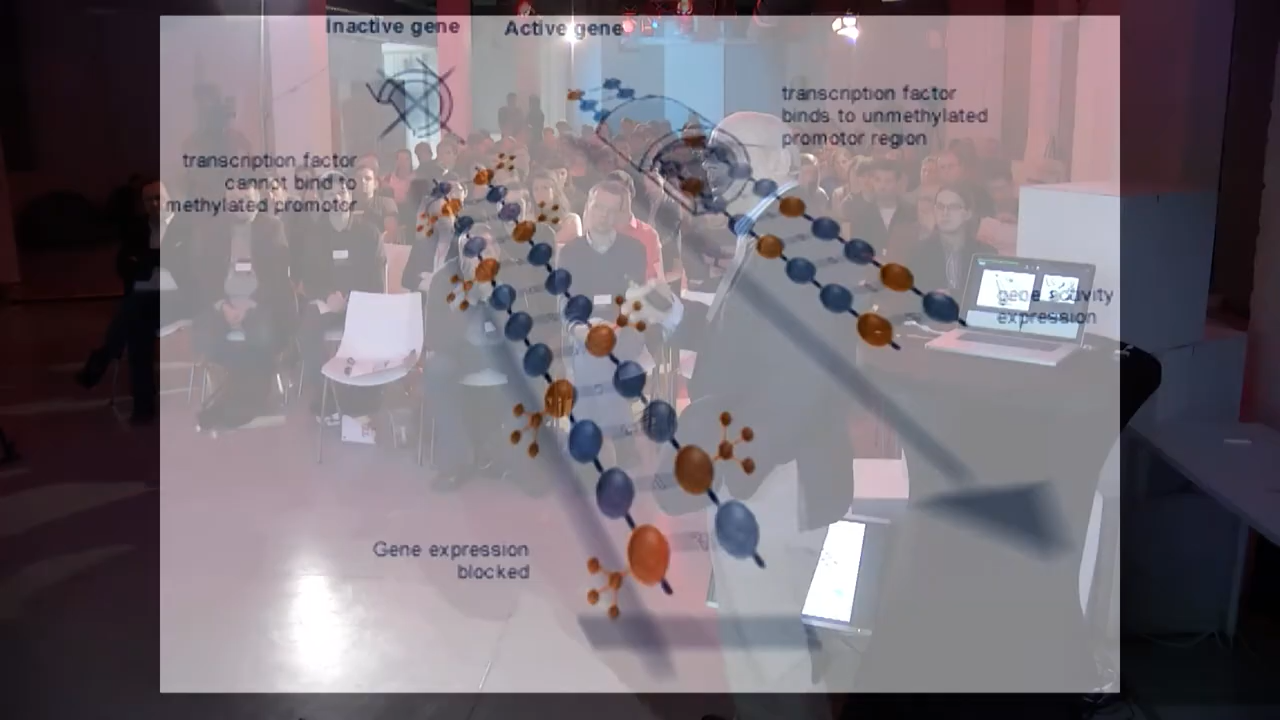 Inactive gene
Active gene
transcription factor
binds to unmethylated
promotor region
transcription factor
cannot bind to
methylated promotor
gene activity
expression
Gene expression
blocked